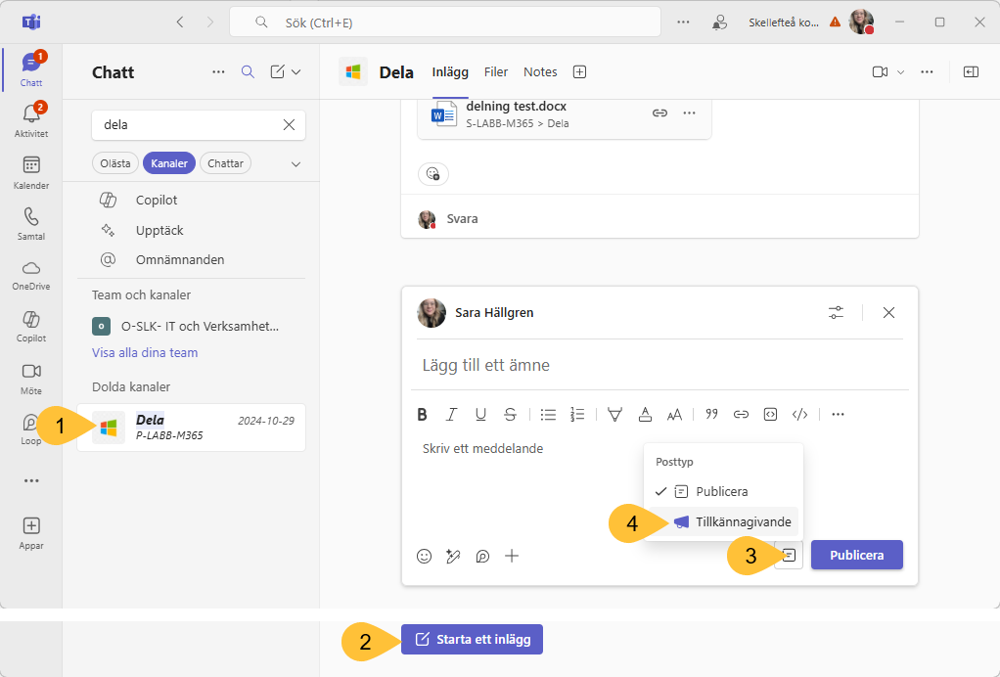 Sök (Ctrl+E)
Skellefteå ko...
1
Chatt
2
Aktivitet
Kalender
Samtal
OneDrive
Copilot
Möte
Loop
Appar
Chatt
dela
Olästa
Kanaler
Chattar
Copilot
Upptäck
Omnämnanden
Team och kanaler
o
O-SLK- IT och Verksamhet...
Visa alla dina team
Dolda kanaler
1
Dela
2024-10-29
P-LABB-M365
Dela
Inlägg
Filer
Notes
delning test.docx
S-LABB-M365 > Dela
Svara
Sara Hällgren
Lägg till ett ämne
Skriv ett meddelande
Posttyp
Publicera
4
Tillkännagivande
3
Publicera
2
Starta ett inlägg